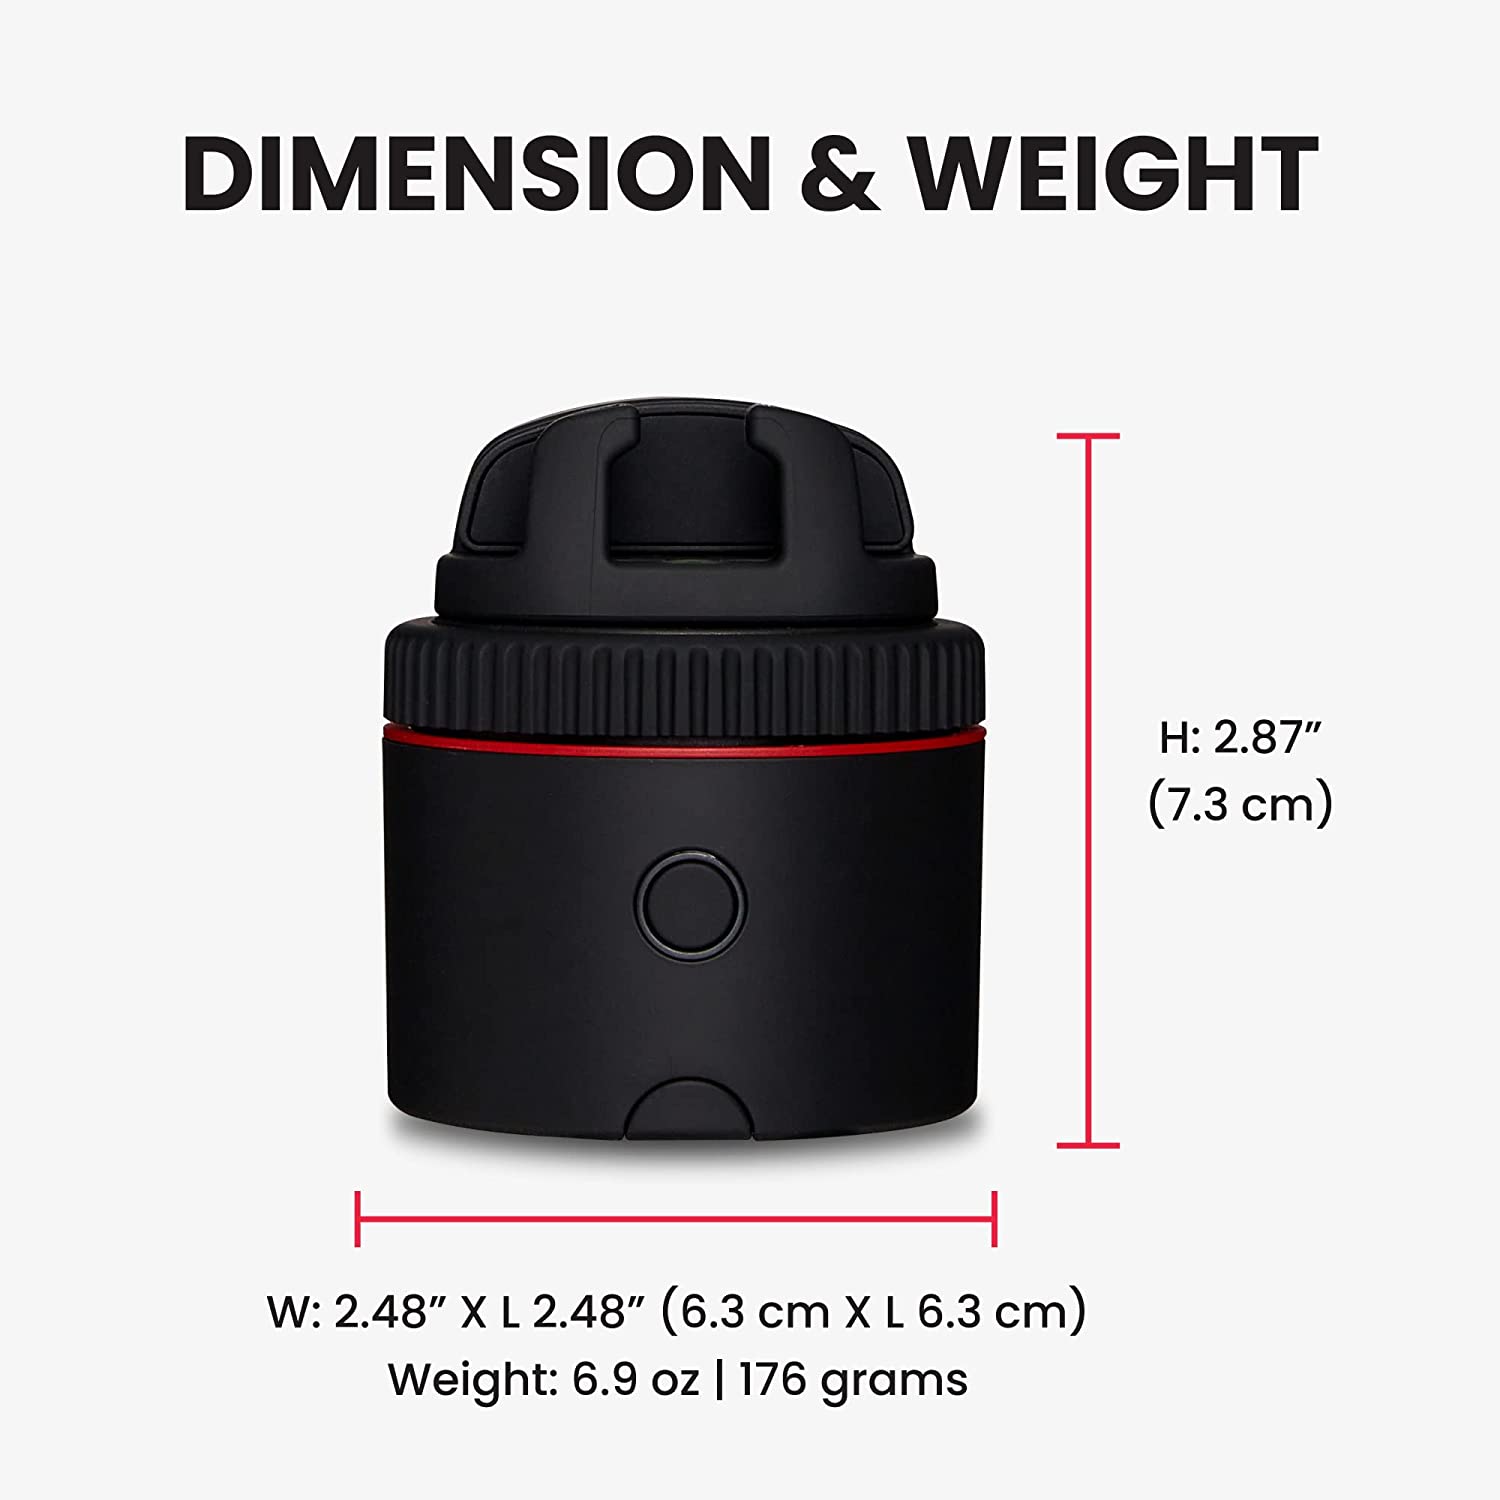 DIMENSION & WEIGHT
H: 2.87”
(7.3 cm)
W: 2.48” X L 2.48” (6.3 cm X L 6.3 cm)
Weight: 6.9 oz | 176 grams